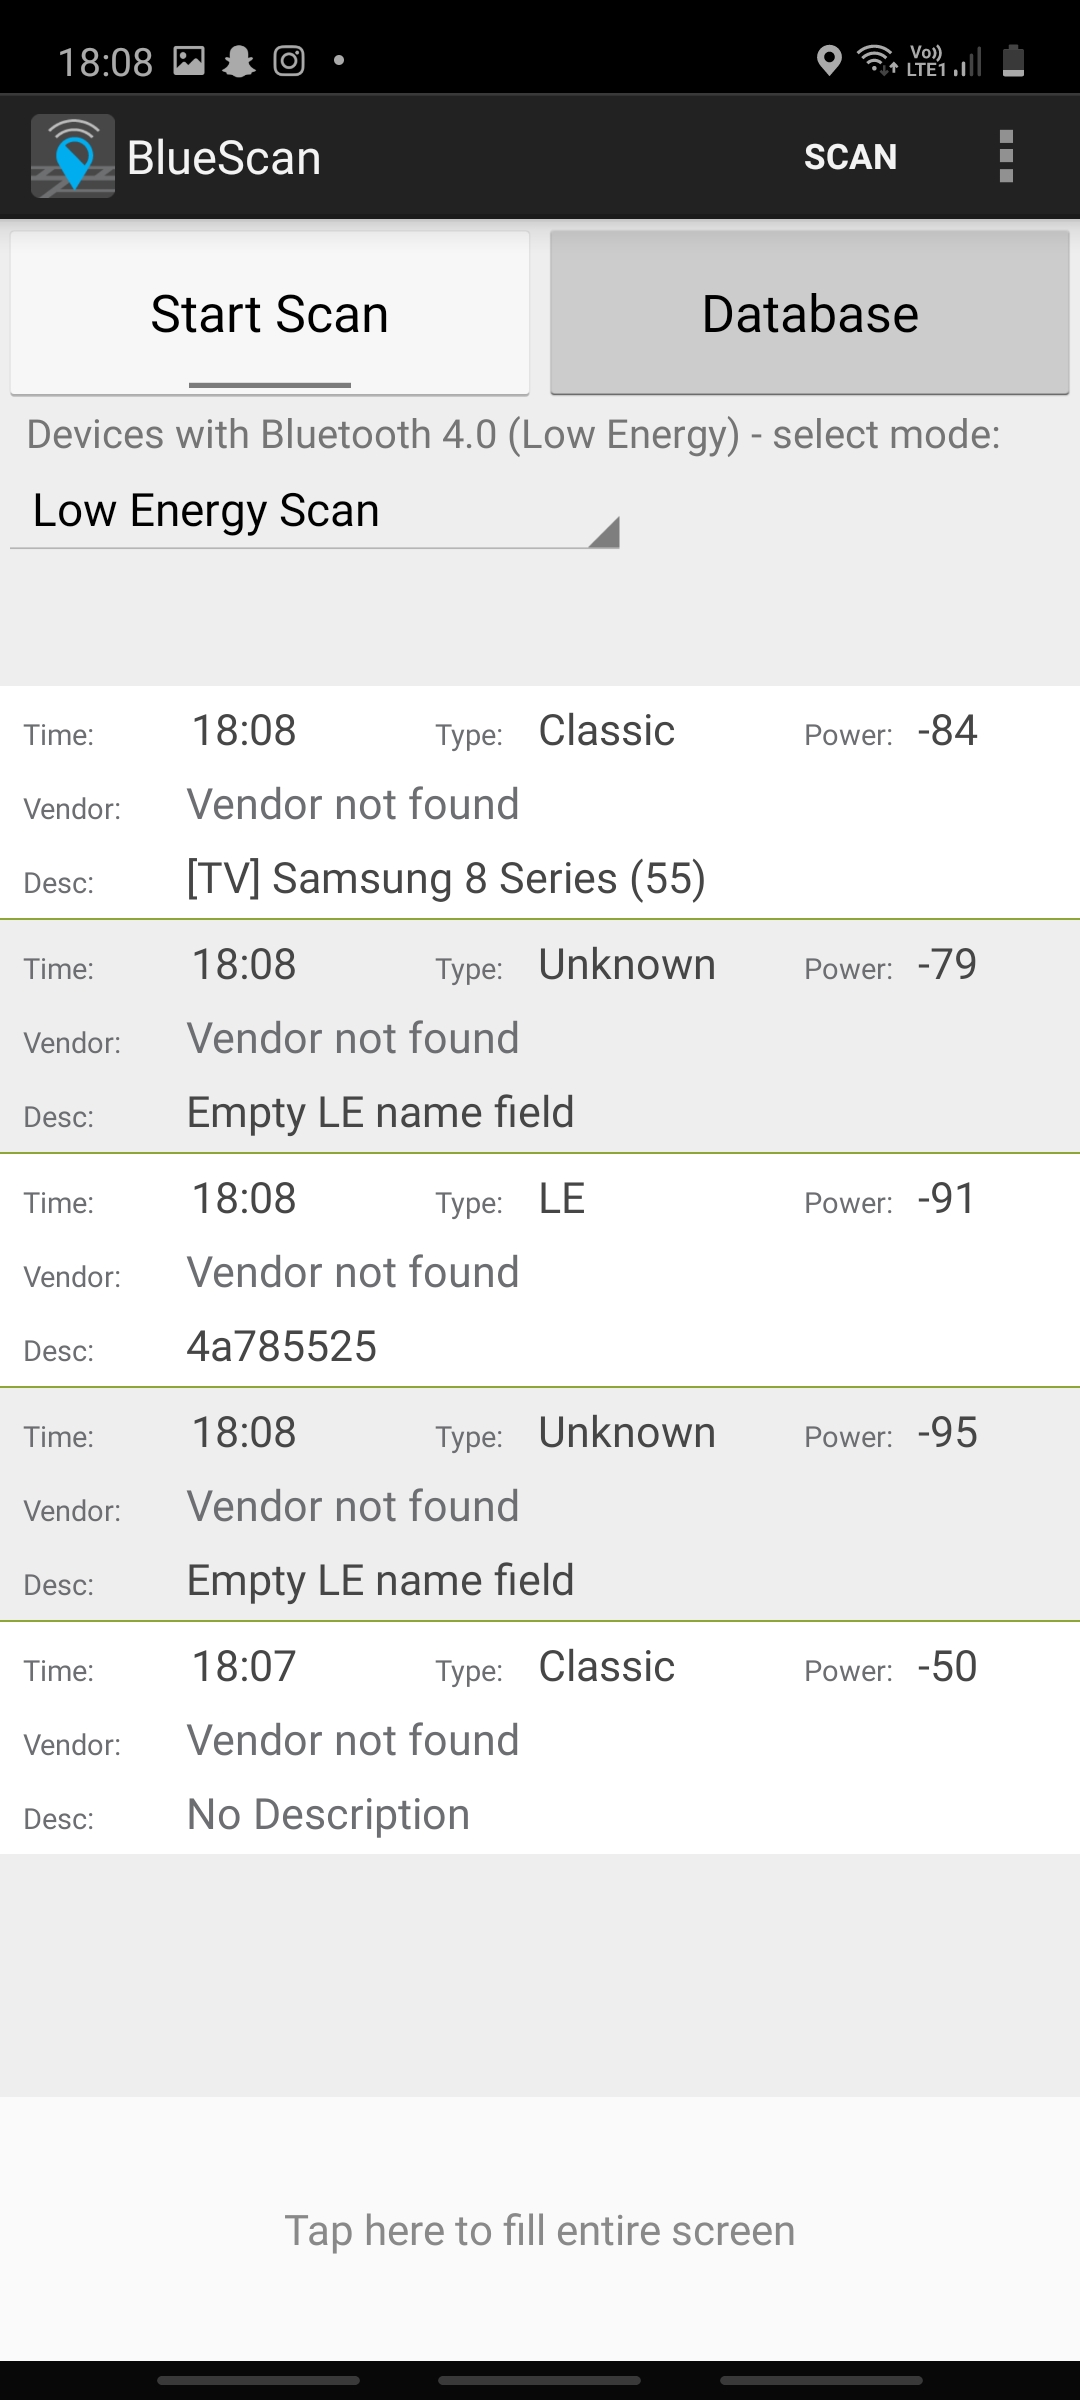 18:08 Vo)) LTE1
BlueScan SCAN
Start Scan Database
Devices with Bluetooth 4.0 (Low Energy) - select mode:
Low Energy Scan
Time: 18:08 Type: Classic Power: -84
Vendor: Vendor not found
Desc: [TV] Samsung 8 Series (55)
Time: 18:08 Type: Unknown Power: -79
Vendor: Vendor not found
Desc: Empty LE name field
Time: 18:08 Type: LE Power: -91
Vendor: Vendor not found
Desc: 4a785525
Time: 18:08 Type: Unknown Power: -95
Vendor: Vendor not found
Desc: Empty LE name field
Time: 18:07 Type: Classic Power: -50
Vendor: Vendor not found
Desc: No Description
Tap here to fill entire screen